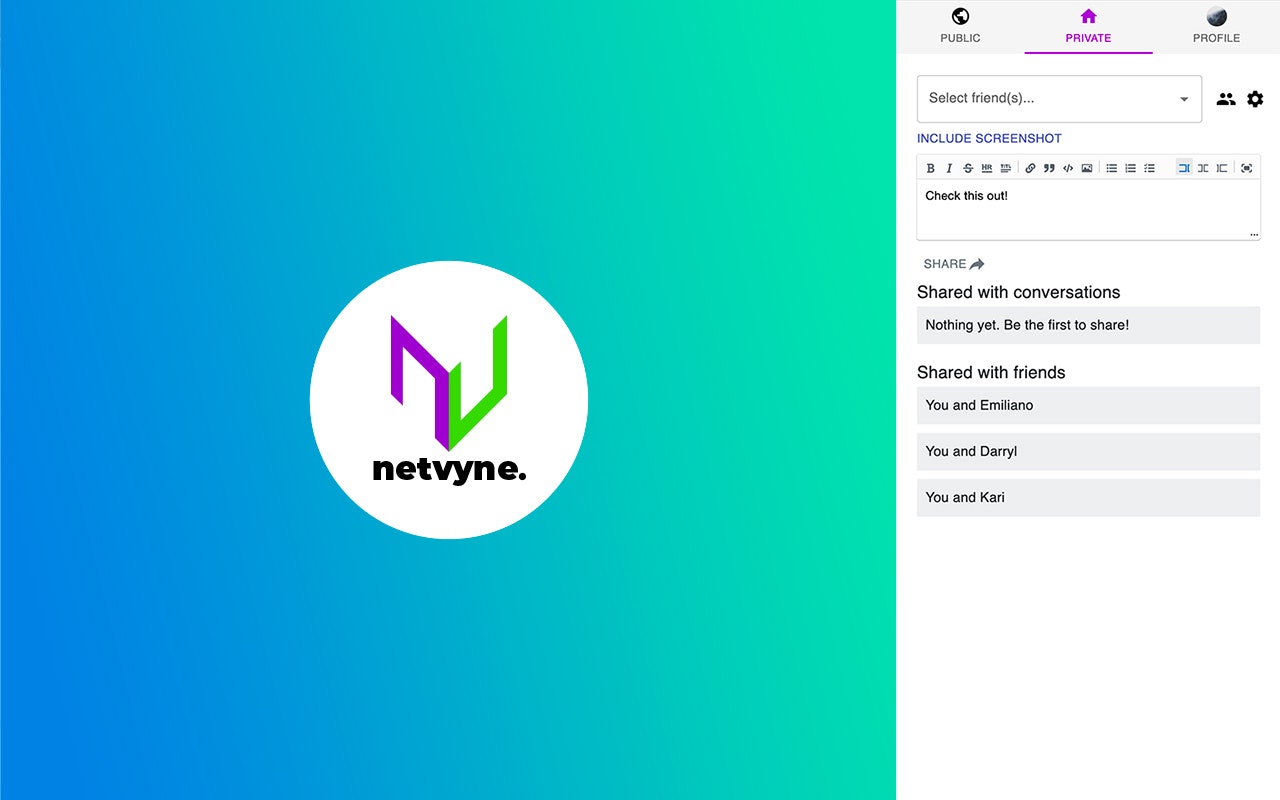 netvyne.
PUBLIC
PRIVATE
PROFILE
Select friend(s)...
INCLUDE SCREENSHOT
B I S HR
Check this out!
...
SHARE
Shared with conversations
Nothing yet. Be the first to share!
Shared with friends
You and Emiliano
You and Darryl
You and Kari